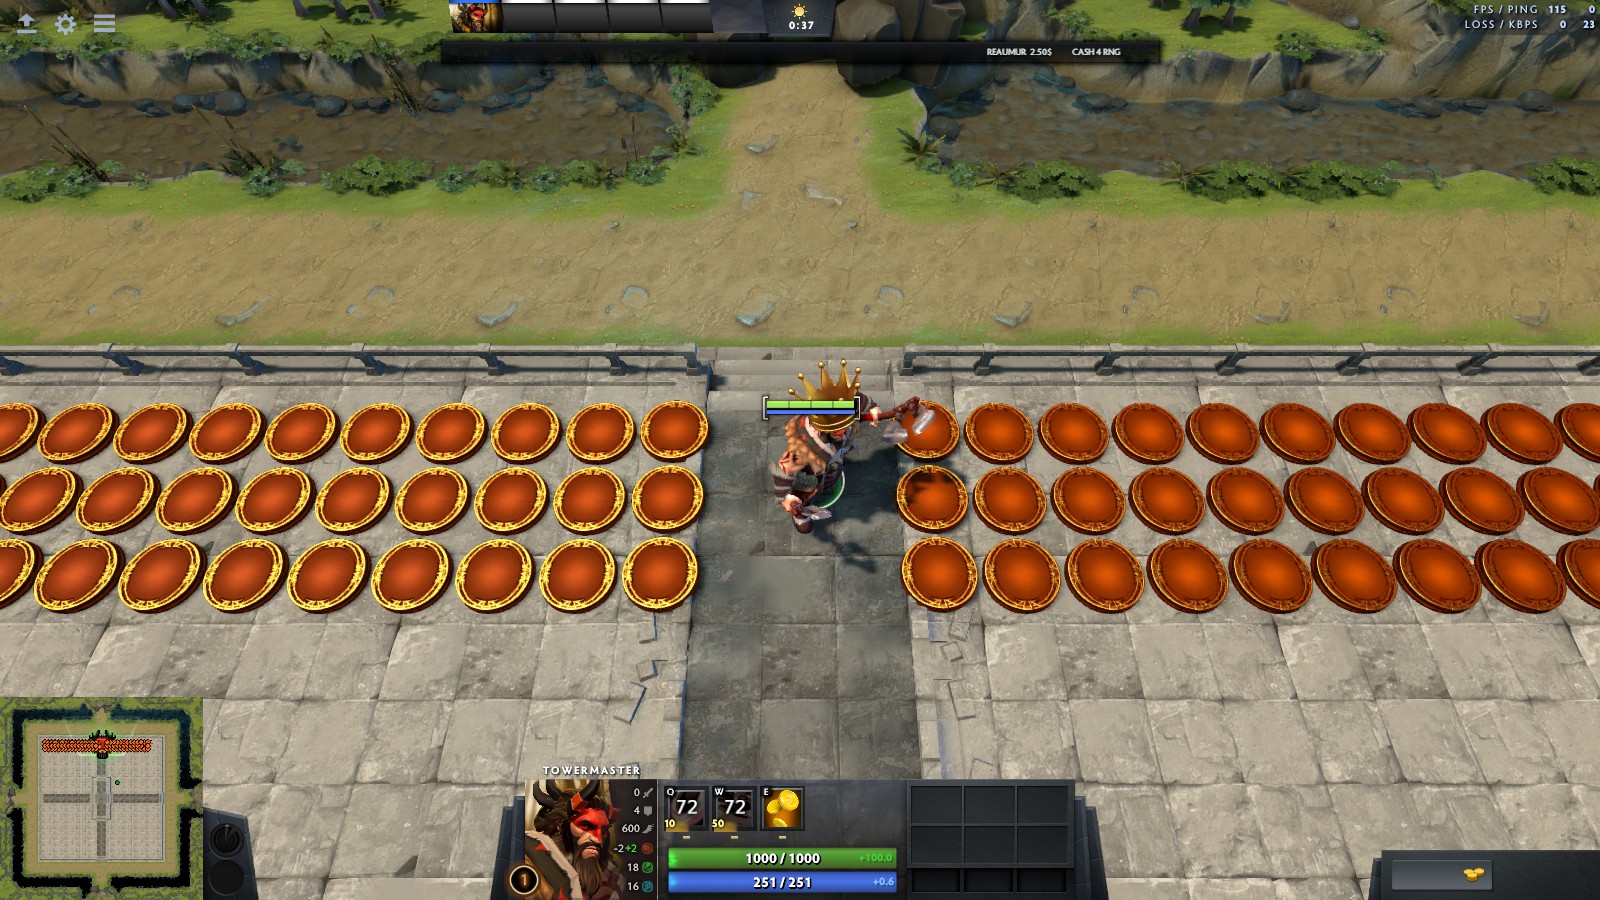 FPS / PING 115 0
LOSS / KBPS 0 23
0:37
REAUMUR 2.50$ CASH 4 RNG
TOWERMASTER
0
4
600
-2+2
18
16
1
Q 72 10
W 72 50
E
1000 / 1000 +100.0
251 / 251 +0.6